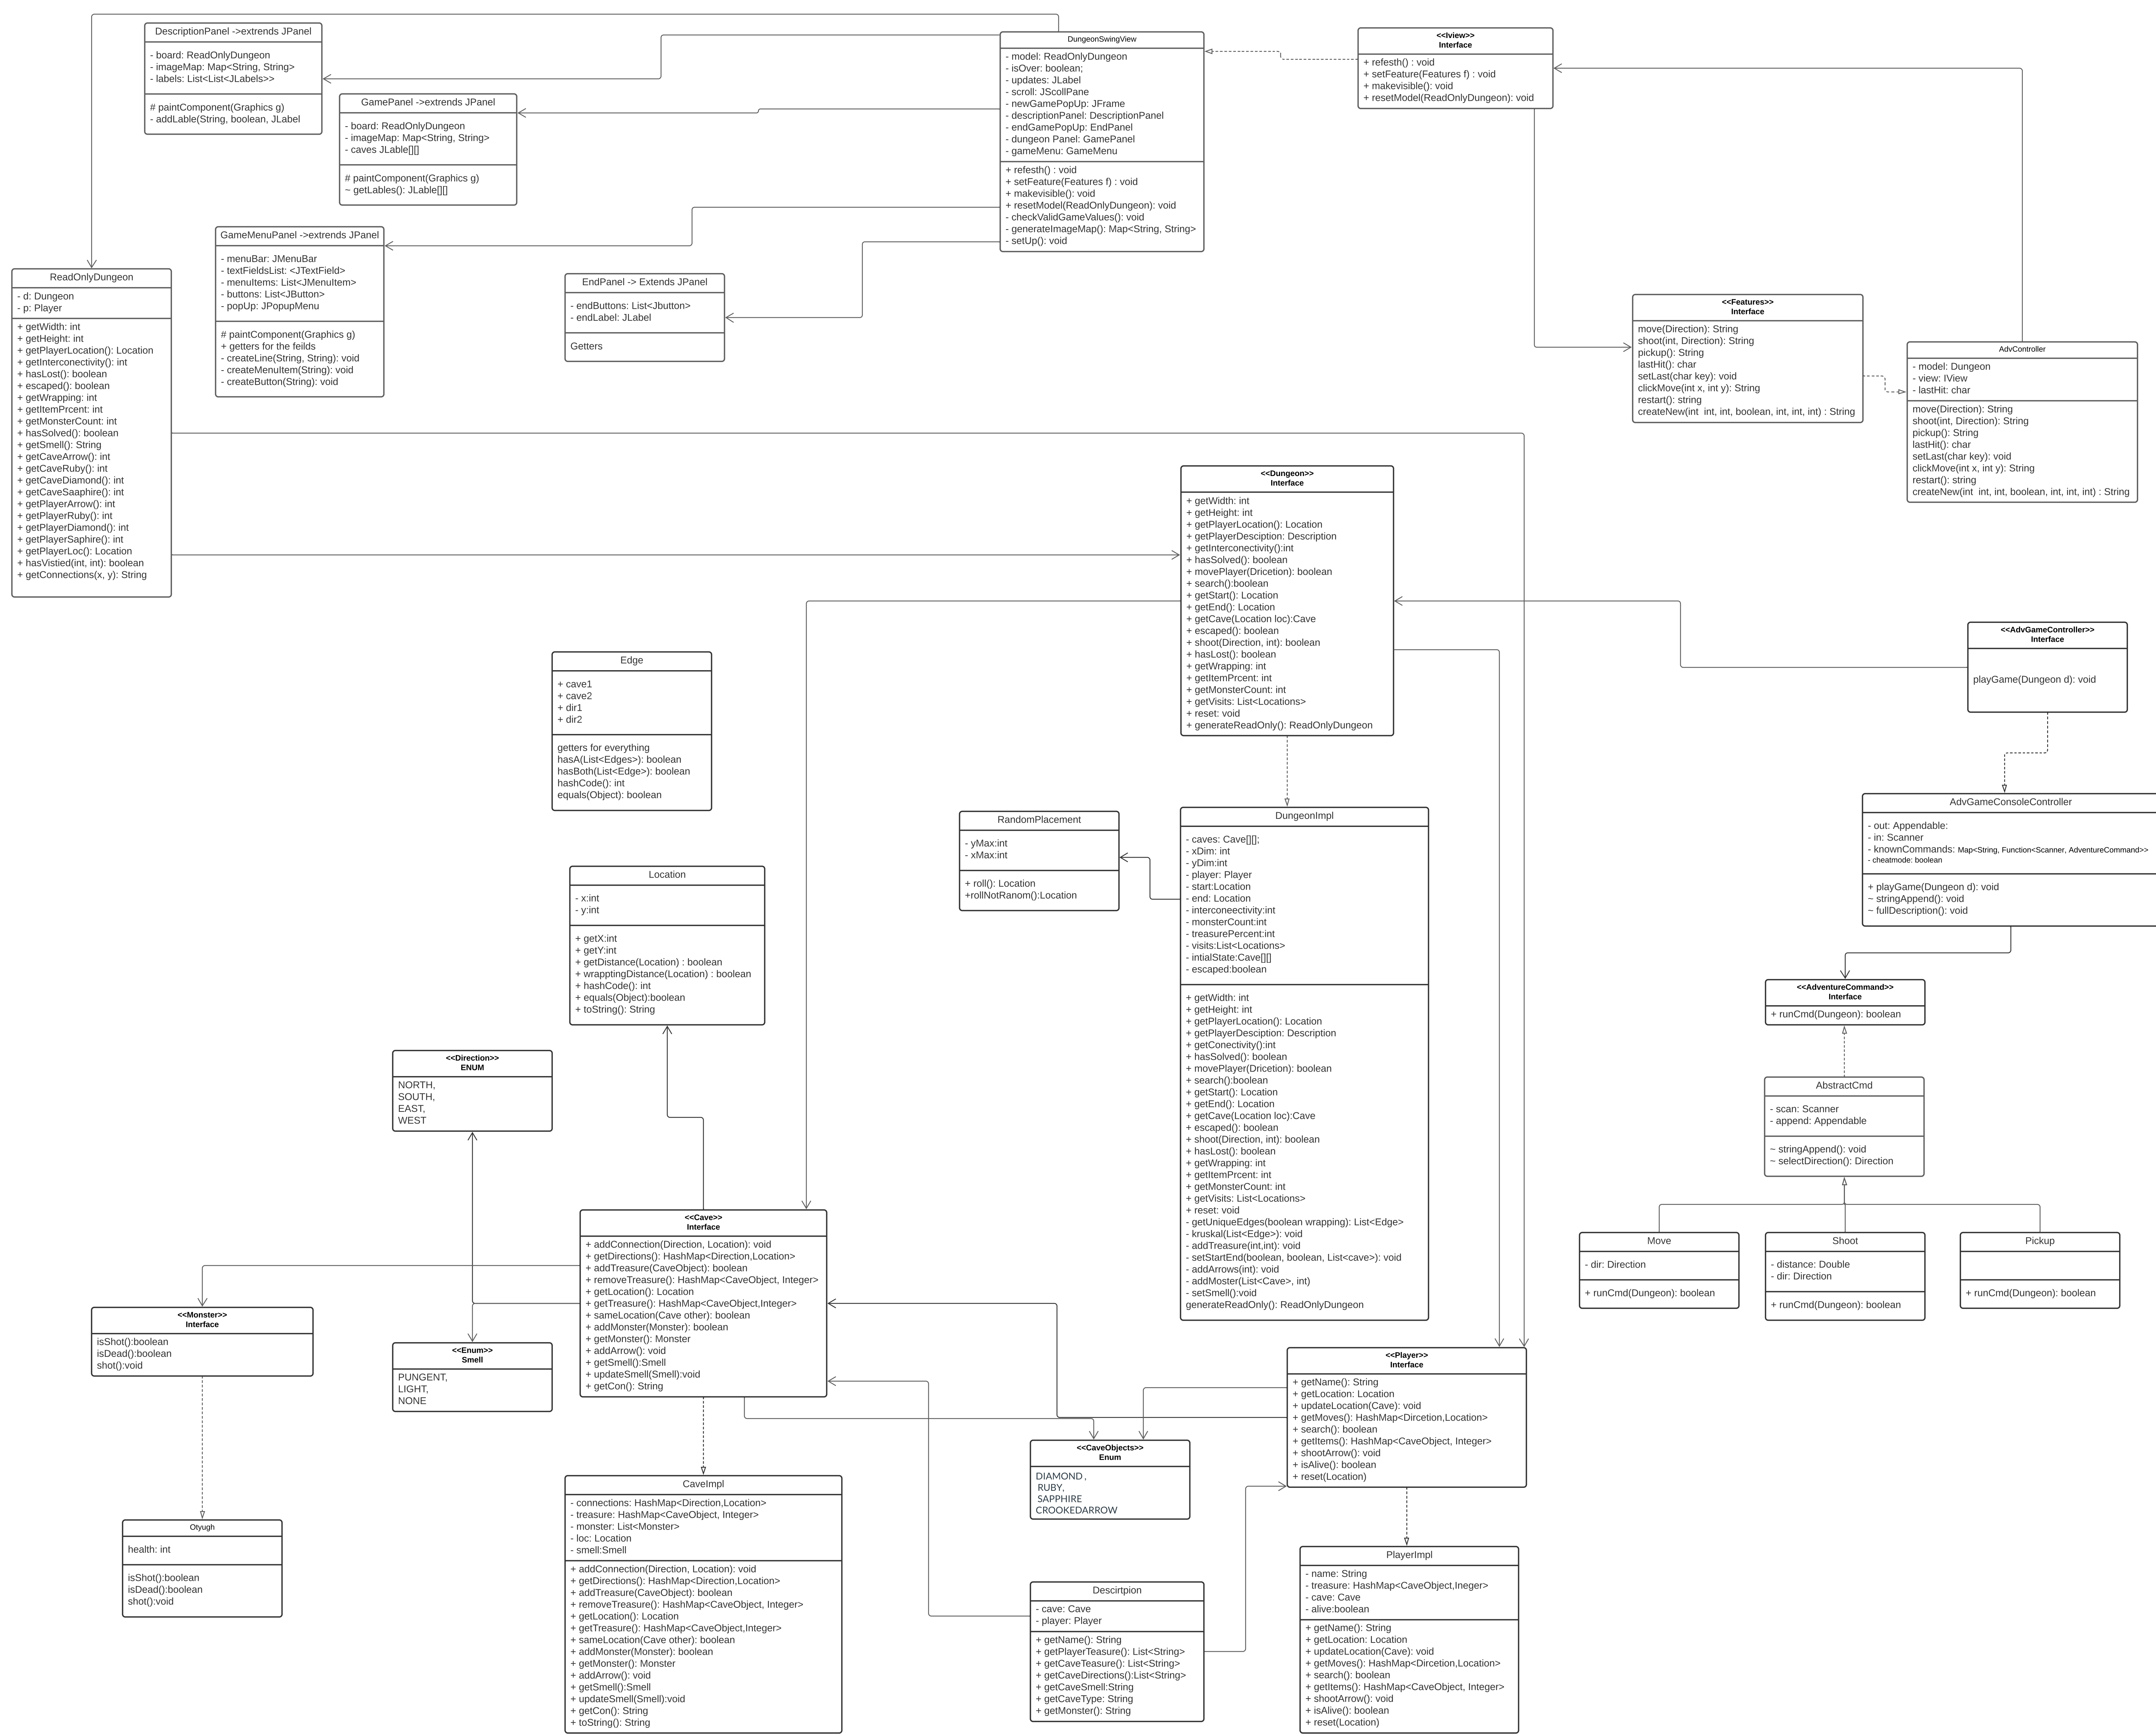 DescriptionPanel ->extrends JPanel
- board: ReadOnlyDungeon
- imageMap: Map<String, String>
- labels: List<List<JLabels>>
# paintComponent(Graphics g)
- addLable(String, boolean, JLabel
GamePanel ->extrends JPanel
- board: ReadOnlyDungeon
- imageMap: Map<String, String>
- caves JLable[][]
# paintComponent(Graphics g)
~ getLables(): JLable[][]
DungeonSwingView
- model: ReadOnlyDungeon
- isOver: boolean;
- updates: JLabel
- scroll: JScollPane
- newGamePopUp: JFrame
- descriptionPanel: DescriptionPanel
- endGamePopUp: EndPanel
- dungeon Panel: GamePanel
- gameMenu: GameMenu
+ refesth() : void
+ setFeature(Features f) : void
+ makevisible(): void
+ resetModel(ReadOnlyDungeon): void
- checkValidGameValues(): void
- generateImageMap(): Map<String, String>
- setUp(): void
<<Iview>>
Interface
+ refesth() : void
+ setFeature(Features f) : void
+ makevisible(): void
+ resetModel(ReadOnlyDungeon): void
GameMenuPanel ->extrends JPanel
- menuBar: JMenuBar
- textFieldsList: <JTextField>
- menuItems: List<JMenuItem>
- buttons: List<JButton>
- popUp: JPopupMenu
# paintComponent(Graphics g)
+ getters for the feilds
- createLine(String, String): void
- createMenuItem(String): void
- createButton(String): void
EndPanel -> Extends JPanel
- endButtons: List<Jbutton>
- endLabel: JLabel
Getters
ReadOnlyDungeon
- d: Dungeon
- p: Player
+ getWidth: int
+ getHeight: int
+ getPlayerLocation(): Location
+ getInterconectivity(): int
+ hasLost(): boolean
+ escaped(): boolean
+ getWrapping: int
+ getItemPrcent: int
+ getMonsterCount: int
+ hasSolved(): boolean
+ getSmell(): String
+ getCaveArrow(): int
+ getCaveRuby(): int
+ getCaveDiamond(): int
+ getCaveSaaphire(): int
+ getPlayerArrow(): int
+ getPlayerRuby(): int
+ getPlayerDiamond(): int
+ getPlayerSaphire(): int
+ getPlayerLoc(): Location
+ hasVistied(int, int): boolean
+ getConnections(x, y): String
<<Features>>
Interface
move(Direction): String
shoot(int, Direction): String
pickup(): String
lastHit(): char
setLast(char key): void
clickMove(int x, int y): String
restart(): string
createNew(int  int, int, boolean, int, int, int) : String
AdvController
- model: Dungeon
- view: IView
- lastHit: char
move(Direction): String
shoot(int, Direction): String
pickup(): String
lastHit(): char
setLast(char key): void
clickMove(int x, int y): String
restart(): string
createNew(int  int, int, boolean, int, int, int) : String
<<Dungeon>>
Interface
+ getWidth: int
+ getHeight: int
+ getPlayerLocation(): Location
+ getPlayerDesciption: Description
+ getInterconectivity():int
+ hasSolved(): boolean
+ movePlayer(Dricetion): boolean
+ search():boolean
+ getStart(): Location
+ getEnd(): Location
+ getCave(Location loc):Cave
+ escaped(): boolean
+ shoot(Direction, int): boolean
+ hasLost(): boolean
+ getWrapping: int
+ getItemPrcent: int
+ getMonsterCount: int
+ getVisits: List<Locations>
+ reset: void
+ generateReadOnly(): ReadOnlyDungeon
<<AdvGameController>>
Interface
playGame(Dungeon d): void
Edge
+ cave1
+ cave2
+ dir1
+ dir2
getters for everything
hasA(List<Edges>): boolean
hasBoth(List<Edge>): boolean
hashCode(): int
equals(Object): boolean
AdvGameConsoleController
- out: Appendable:
- in: Scanner
- knownCommands: Map<String, Function<Scanner, AdventureCommand>>
- cheatmode: boolean
+ playGame(Dungeon d): void
~ stringAppend(): void
~ fullDescription(): void
RandomPlacement
- yMax:int
- xMax:int
+ roll(): Location
+rollNotRanom():Location
DungeonImpl
- caves: Cave[][];
- xDim: int
- yDim:int
- player: Player
- start:Location
- end: Location
- interconeectivity:int
- monsterCount:int
- treasurePercent:int
- visits:List<Locations>
- intialState:Cave[][]
- escaped:boolean
+ getWidth: int
+ getHeight: int
+ getPlayerLocation(): Location
+ getPlayerDesciption: Description
+ getConectivity():int
+ hasSolved(): boolean
+ movePlayer(Dricetion): boolean
+ search():boolean
+ getStart(): Location
+ getEnd(): Location
+ getCave(Location loc):Cave
+ escaped(): boolean
+ shoot(Direction, int): boolean
+ hasLost(): boolean
+ getWrapping: int
+ getItemPrcent: int
+ getMonsterCount: int
+ getVisits: List<Locations>
+ reset: void
- getUniqueEdges(boolean wrapping): List<Edge>
- kruskal(List<Edge>): void
- addTreasure(int,int): void
- setStartEnd(boolean, boolean, List<cave>): void
- addArrows(int): void
- addMoster(List<Cave>, int)
- setSmell():void
generateReadOnly(): ReadOnlyDungeon
Location
- x:int
- y:int
+ getX:int
+ getY:int
+ getDistance(Location) : boolean
+ wrapptingDistance(Location) : boolean
+ hashCode(): int
+ equals(Object):boolean
+ toString(): String
<<AdventureCommand>>
Interface
+ runCmd(Dungeon): boolean
<<Direction>>
ENUM
NORTH,
SOUTH,
EAST,
WEST
AbstractCmd
- scan: Scanner
- append: Appendable
~ stringAppend(): void
~ selectDirection(): Direction
<<Cave>>
Interface
+ addConnection(Direction, Location): void
+ getDirections(): HashMap<Direction,Location>
+ addTreasure(CaveObject): boolean
+ removeTreasure(): HashMap<CaveObject, Integer>
+ getLocation(): Location
+ getTreasure(): HashMap<CaveObject,Integer>
+ sameLocation(Cave other): boolean
+ addMonster(Monster): boolean
+ getMonster(): Monster
+ addArrow(): void
+ getSmell():Smell
+ updateSmell(Smell):void
+ getCon(): String
Move
- dir: Direction
+ runCmd(Dungeon): boolean
Shoot
- distance: Double
- dir: Direction
+ runCmd(Dungeon): boolean
Pickup
+ runCmd(Dungeon): boolean
<<Monster>>
Interface
isShot():boolean
isDead():boolean
shot():void
<<Enum>>
Smell
PUNGENT,
LIGHT,
NONE
<<Player>>
Interface
+ getName(): String
+ getLocation: Location
+ updateLocation(Cave): void
+ getMoves(): HashMap<Dircetion,Location>
+ search(): boolean
+ getItems(): HashMap<CaveObject, Integer>
+ shootArrow(): void
+ isAlive(): boolean
+ reset(Location)
<<CaveObjects>>
Enum
DIAMOND ,
RUBY,
SAPPHIRE
CROOKEDARROW
CaveImpl
- connections: HashMap<Direction,Location>
- treasure: HashMap<CaveObject, Integer>
- monster: List<Monster>
- loc: Location
- smell:Smell
+ addConnection(Direction, Location): void
+ getDirections(): HashMap<Direction,Location>
+ addTreasure(CaveObject): boolean
+ removeTreasure(): HashMap<CaveObject, Integer>
+ getLocation(): Location
+ getTreasure(): HashMap<CaveObject,Integer>
+ sameLocation(Cave other): boolean
+ addMonster(Monster): boolean
+ getMonster(): Monster
+ addArrow(): void
+ getSmell():Smell
+ updateSmell(Smell):void
+ getCon(): String
+ toString(): String
Otyugh
health: int
isShot():boolean
isDead():boolean
shot():void
Descirtpion
- cave: Cave
- player: Player
+ getName(): String
+ getPlayerTeasure(): List<String>
+ getCaveTeasure(): List<String>
+ getCaveDirections():List<String>
+ getCaveSmell:String
+ getCaveType: String
+ getMonster(): String
PlayerImpl
- name: String
- treasure: HashMap<CaveObject,Ineger>
- cave: Cave
- alive:boolean
+ getName(): String
+ getLocation: Location
+ updateLocation(Cave): void
+ getMoves(): HashMap<Dircetion,Location>
+ search(): boolean
+ getItems(): HashMap<CaveObject, Integer>
+ shootArrow(): void
+ isAlive(): boolean
+ reset(Location)